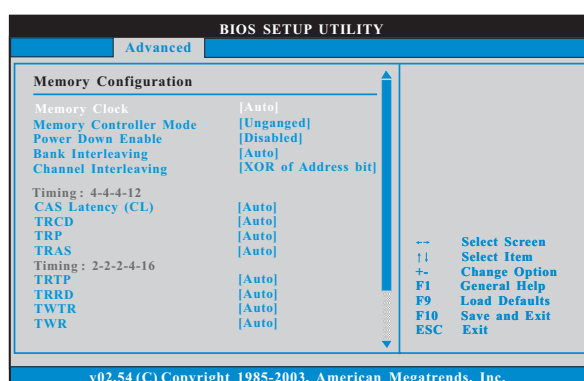 BIOS SETUP UTILITY
Advanced
Memory Configuration
Memory Clock [Auto]
Memory Controller Mode [Unganged]
Power Down Enable [Disabled]
Bank Interleaving [Auto]
Channel Interleaving [XOR of Address bit]
Timing : 4-4-4-12
CAS Latency (CL) [Auto]
TRCD [Auto]
TRP [Auto]
TRAS [Auto]
Timing : 2-2-2-4-16
TRTP [Auto]
TRRD [Auto]
TWTR [Auto]
TWR [Auto]
←→ Select Screen
↑↓ Select Item
+- Change Option
F1 General Help
F9 Load Defaults
F10 Save and Exit
ESC Exit
v02.54 (C) Copyright 1985-2003, American Megatrends, Inc.